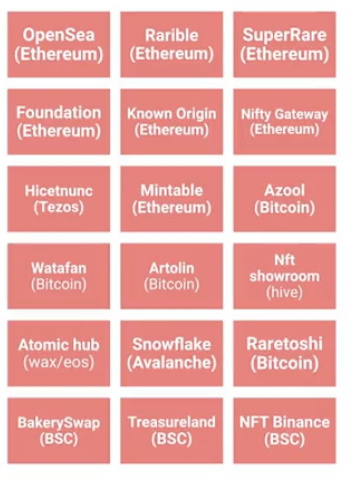 OpenSea
(Ethereum)
Rarible
(Ethereum)
SuperRare
(Ethereum)
Foundation
(Ethereum)
Known Origin
(Ethereum)
Nifty Gateway
(Ethereum)
Hicetnunc
(Tezos)
Mintable
(Ethereum)
Azool
(Bitcoin)
Watafan
(Bitcoin)
Artolin
(Bitcoin)
Nft
showroom
(hive)
Atomic hub
(wax/eos)
Snowflake
(Avalanche)
Raretoshi
(Bitcoin)
BakerySwap
(BSC)
Treasureland
(BSC)
NFT Binance
(BSC)